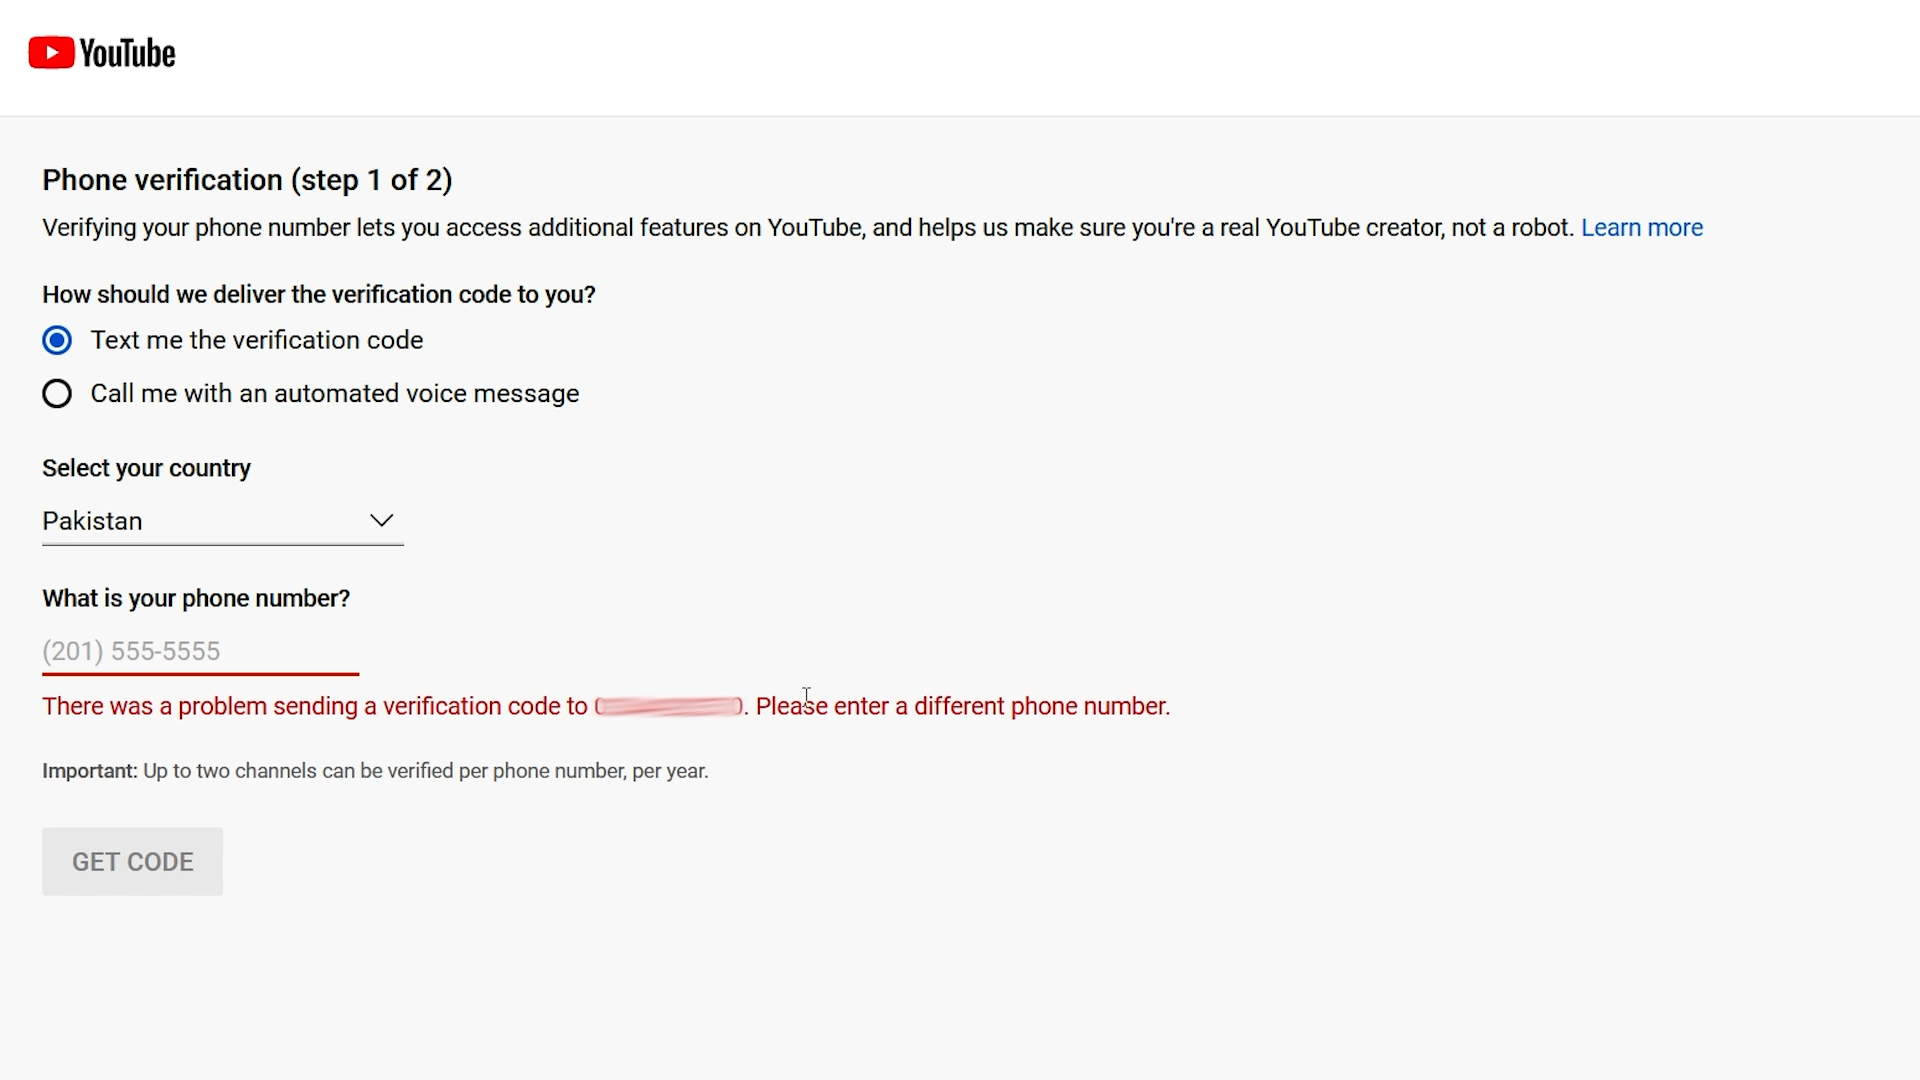 YouTube
Phone verification (step 1 of 2)
Verifying your phone number lets you access additional features on YouTube, and helps us make sure you're a real YouTube creator, not a robot. Learn more
How should we deliver the verification code to you?
Text me the verification code
Call me with an automated voice message
Select your country
Pakistan
What is your phone number?
(201) 555-5555
There was a problem sending a verification code to . Please enter a different phone number.
Important: Up to two channels can be verified per phone number, per year.
GET CODE